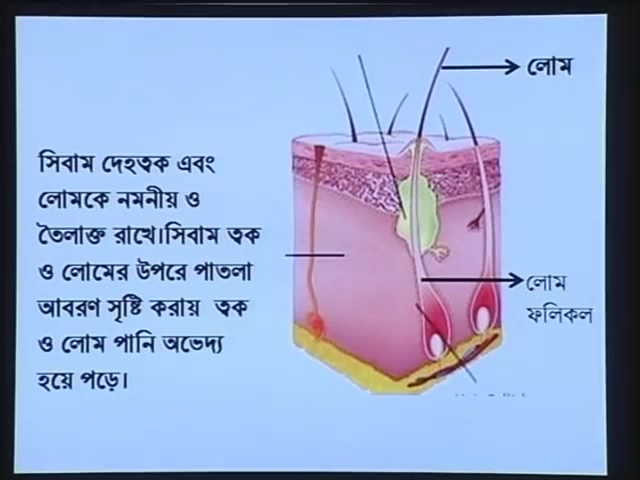 সিবাম দেহত্বক এবং
লোমকে নমনীয় ও
তৈলাক্ত রাখে।সিবাম ত্বক
ও লোমের উপরে পাতলা
আবরণ সৃষ্টি করায় ত্বক
ও লোম পানি অভেদ্য
হয়ে পড়ে।
লোম
লোম
ফলিকল